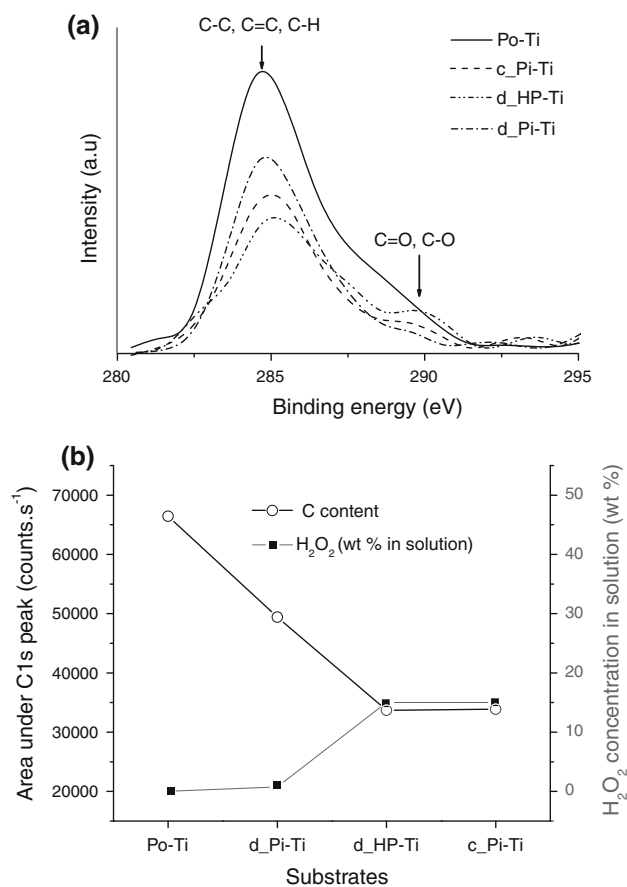 (a)
C-C, C=C, C-H
Po-Ti
c_Pi-Ti
d_HP-Ti
d_Pi-Ti
C=O, C-O
Intensity (a.u)
280
285
290
295
Binding energy (eV)
(b)
C content
H₂O₂ (wt % in solution)
Area under C1s peak (counts.s⁻¹)
70000
60000
50000
40000
30000
20000
H₂O₂ concentration in solution (wt %)
50
40
30
20
10
0
Po-Ti
d_Pi-Ti
d_HP-Ti
c_Pi-Ti
Substrates